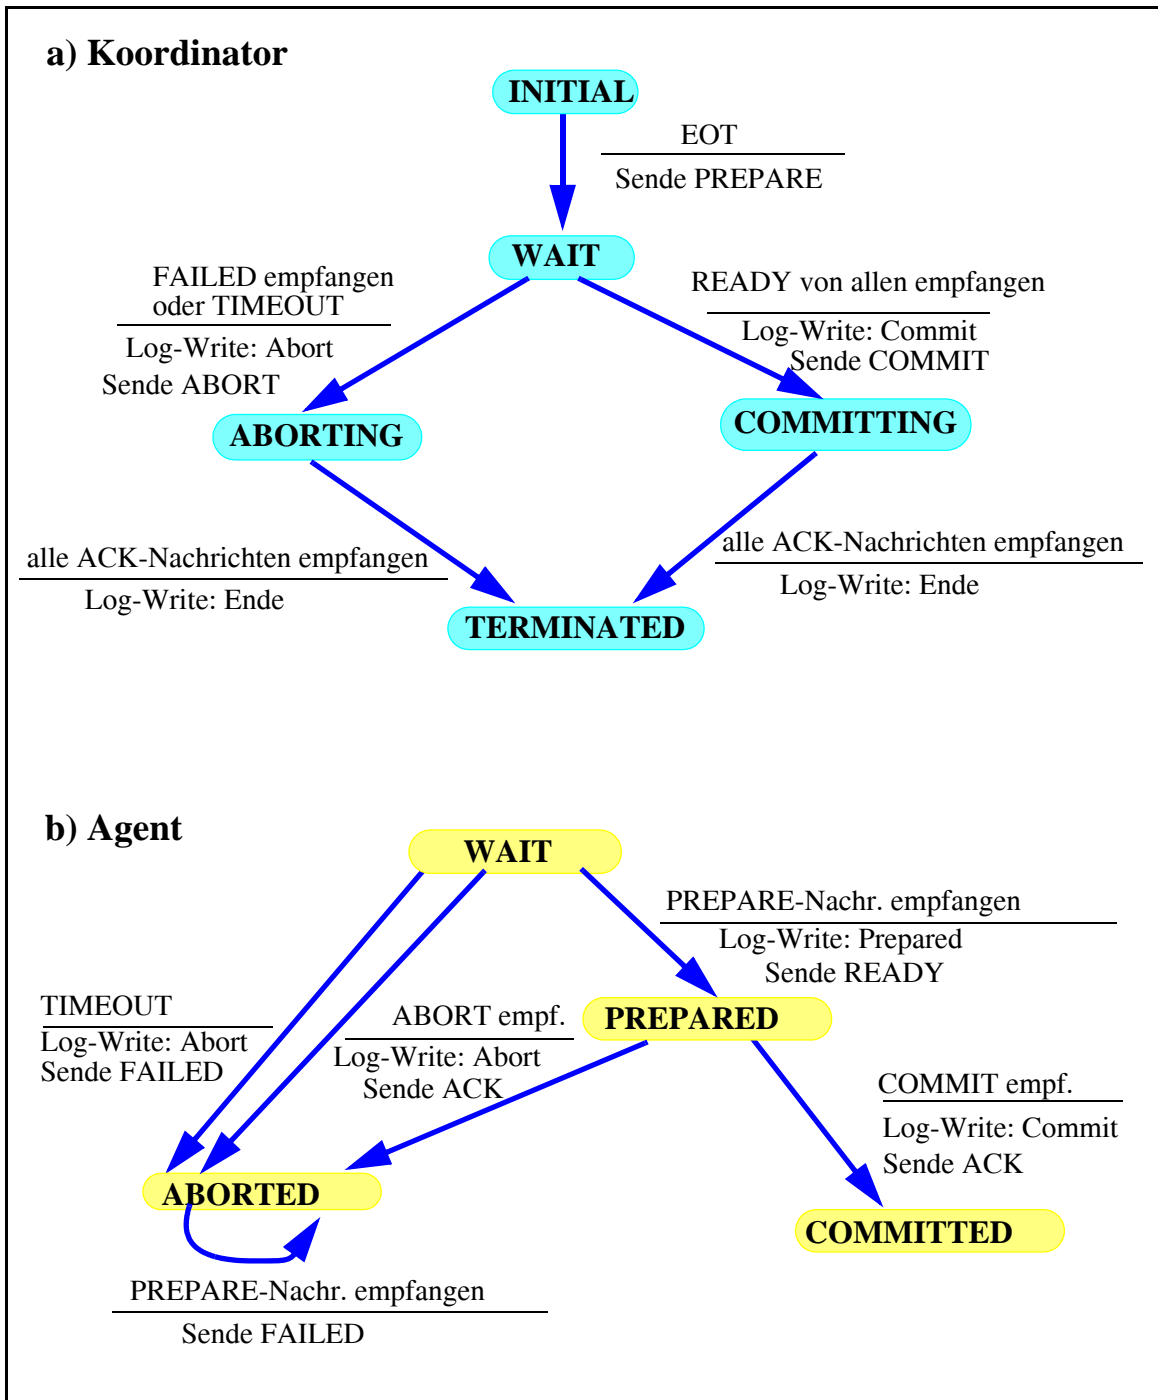 a) Koordinator
INITIAL
EOT
Sende PREPARE
WAIT
FAILED empfangen
oder TIMEOUT
Log-Write: Abort
Sende ABORT
READY von allen empfangen
Log-Write: Commit
Sende COMMIT
ABORTING
COMMITTING
alle ACK-Nachrichten empfangen
Log-Write: Ende
alle ACK-Nachrichten empfangen
Log-Write: Ende
TERMINATED
b) Agent
WAIT
PREPARE-Nachr. empfangen
Log-Write: Prepared
Sende READY
TIMEOUT
Log-Write: Abort
Sende FAILED
ABORT empf.
Log-Write: Abort
Sende ACK
PREPARED
COMMIT empf.
Log-Write: Commit
Sende ACK
ABORTED
COMMITTED
PREPARE-Nachr. empfangen
Sende FAILED